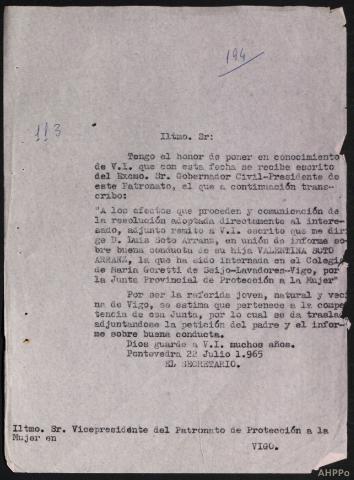 194
113
Iltmo. Sr:
Tengo el honor de poner en conocimiento
de V.I. que con esta fecha se recibe escrito
del Excmo. Sr. Gobernador Civil-Presidente de
este Patronato, el que a continuación trans-
cribo:
"A los efectos que proceden y comunicación de
la resolución adoptada directamente al intere-
sado, adjunto remito a V.I. escrito que me diri
ge D. Luis Soto Arranz, en unión de informe so-
bre buena conducta de su hija VALENTINA SOTO
ARRANZ, la que ha sido internada en el Colegi
de María Goretti de Seijo-Lavadores-Vigo, por
la Junta Provincial de Protección a la Mujer"
Por ser la referida joven, natural y veci
na de Vigo, se estima que pertenece a la compe
tencia de esa Junta, por lo cual se da traslad
adjuntandose la petición del padre y el infor-
me sobre buena conducta.
Dios guarde a V.I. muchos años.
Pontevedra 22 Julio 1.965
EL SECRETARIO.
Iltmo. Sr. Vicepresidente del Patronato de Protección a la
Mujer en
VIGO.
AHPPo